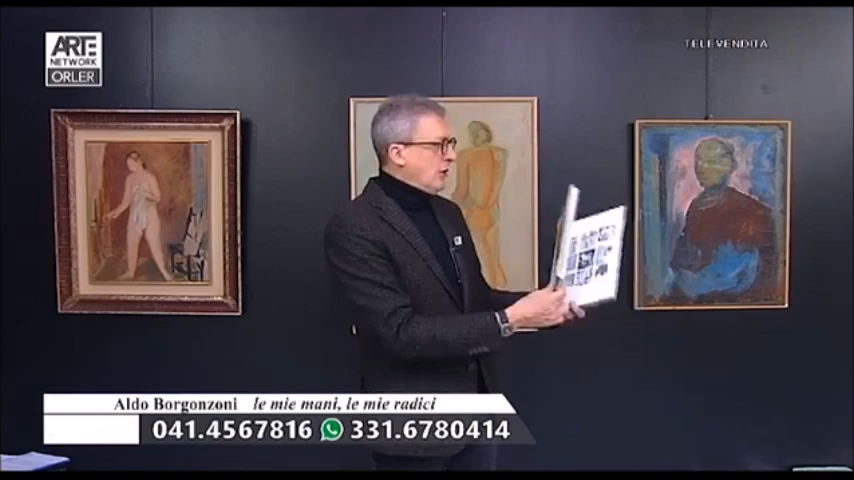 ARTE
NETWORK
ORLER
TELEVENDITA
Aldo Borgonzoni le mie mani, le mie radici
041.4567816 331.6780414